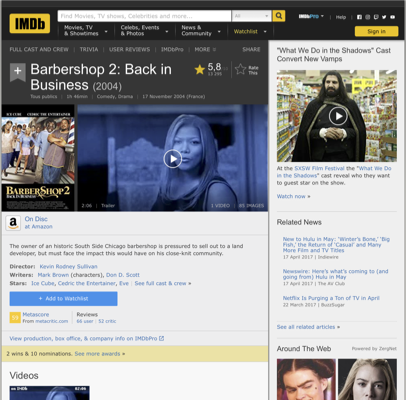 IMDb
Find Movies, TV shows, Celebrities and more...
All
Movies, TV
& Showtimes
Celebs, Events
& Photos
News &
Community
Watchlist
IMDbPro
Help
Sign in
FULL CAST AND CREW | TRIVIA | USER REVIEWS | IMDbPro | MORE
SHARE
Barbershop 2: Back in
Business (2004)
5,8
Rate
This
Tous publics | 1h 46min | Comedy, Drama | 17 November 2004 (France)
ICE CUBE
CEDRIC THE ENTERTAINER
BARBERSHOP 2
BACK IN BUSINESS
2:06 | Trailer
1 VIDEO | 85 IMAGES
a
On Disc
at Amazon
The owner of an historic South Side Chicago barbershop is pressured to sell out to a land
developer, but must face the impact this would have on his close-knit community.
Director: Kevin Rodney Sullivan
Writers: Mark Brown (characters), Don D. Scott
Stars: Ice Cubs, Cedric the Entertainer, Eve | See full cast & crew »
+ Add to Watchlist
Metascore
From metacritic.com
Reviews
66 user | 52 critic
View production, box office, & company info on IMDbPRO
2 wins & 10 nominations. See more awards »
Videos
"What We Do in the Shadows" Cast
Convert New Vamps
At the SXSW Film Festival the "What We Do
in the Shadows" cast reveal who they want
to guest star on the show.
Watch now »
Related News
New to Hulu in May: 'Winter's Bone,' 'Big
Fish,' the Return of 'Casual' and Many
More Film and TV Titles
17 April 2017 | Indiewire
Newswire: Here's what's coming to (and
going from) Hulu in May
17 April 2017 | The AV Club
Netflix Is Purging a Ton of TV in April
22 March 2017 | BuzzSugar
See all related articles »
Around The Web
Powered by ZergNet